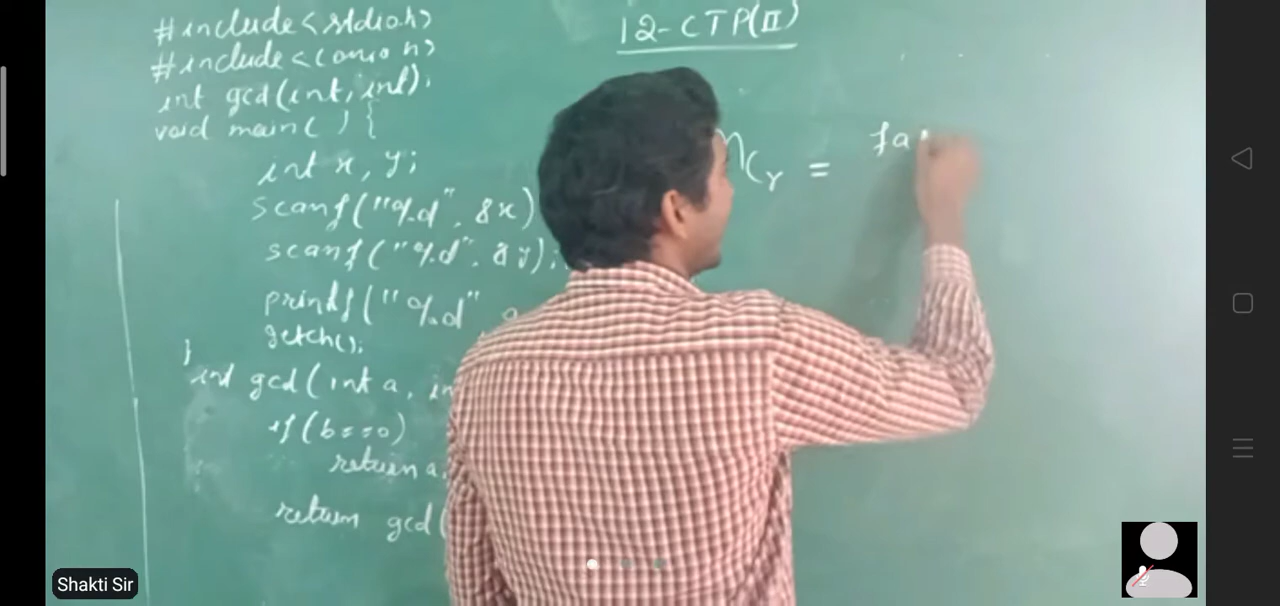 12-CTP(II)
#include<stdio.h>
#include<conio.h>
int gcd(int, int);
void main( ) {
int x, y;
scanf("%d", &x)
scanf("%d", &y);
printf("%d"
getch();
}
int gcd(int a, in
if(b==0)
return a
return gcd(
nCr = fa
Shakti Sir